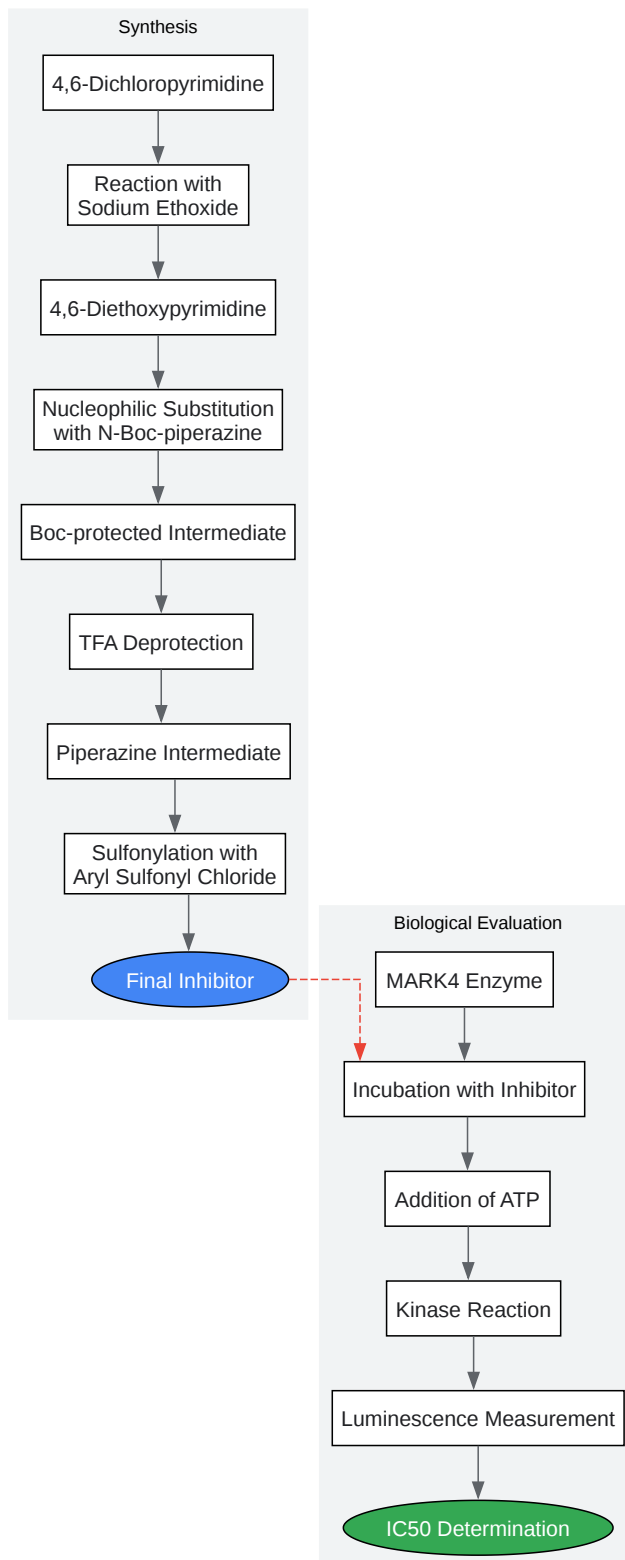 Synthesis
4,6-Dichloropyrimidine
Reaction with
Sodium Ethoxide
4,6-Diethoxypyrimidine
Nucleophilic Substitution
with N-Boc-piperazine
Boc-protected Intermediate
TFA Deprotection
Piperazine Intermediate
Sulfonylation with
Aryl Sulfonyl Chloride
Final Inhibitor
Biological Evaluation
MARK4 Enzyme
Incubation with Inhibitor
Addition of ATP
Kinase Reaction
Luminescence Measurement
IC50 Determination